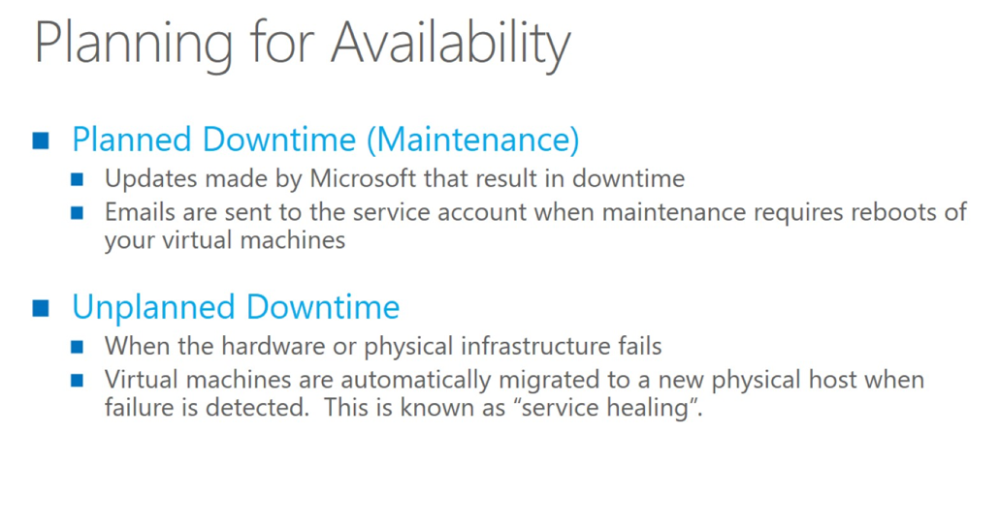 Planning for Availability
Planned Downtime (Maintenance)
Updates made by Microsoft that result in downtime
Emails are sent to the service account when maintenance requires reboots of
your virtual machines
Unplanned Downtime
When the hardware or physical infrastructure fails
Virtual machines are automatically migrated to a new physical host when
failure is detected.  This is known as “service healing”.